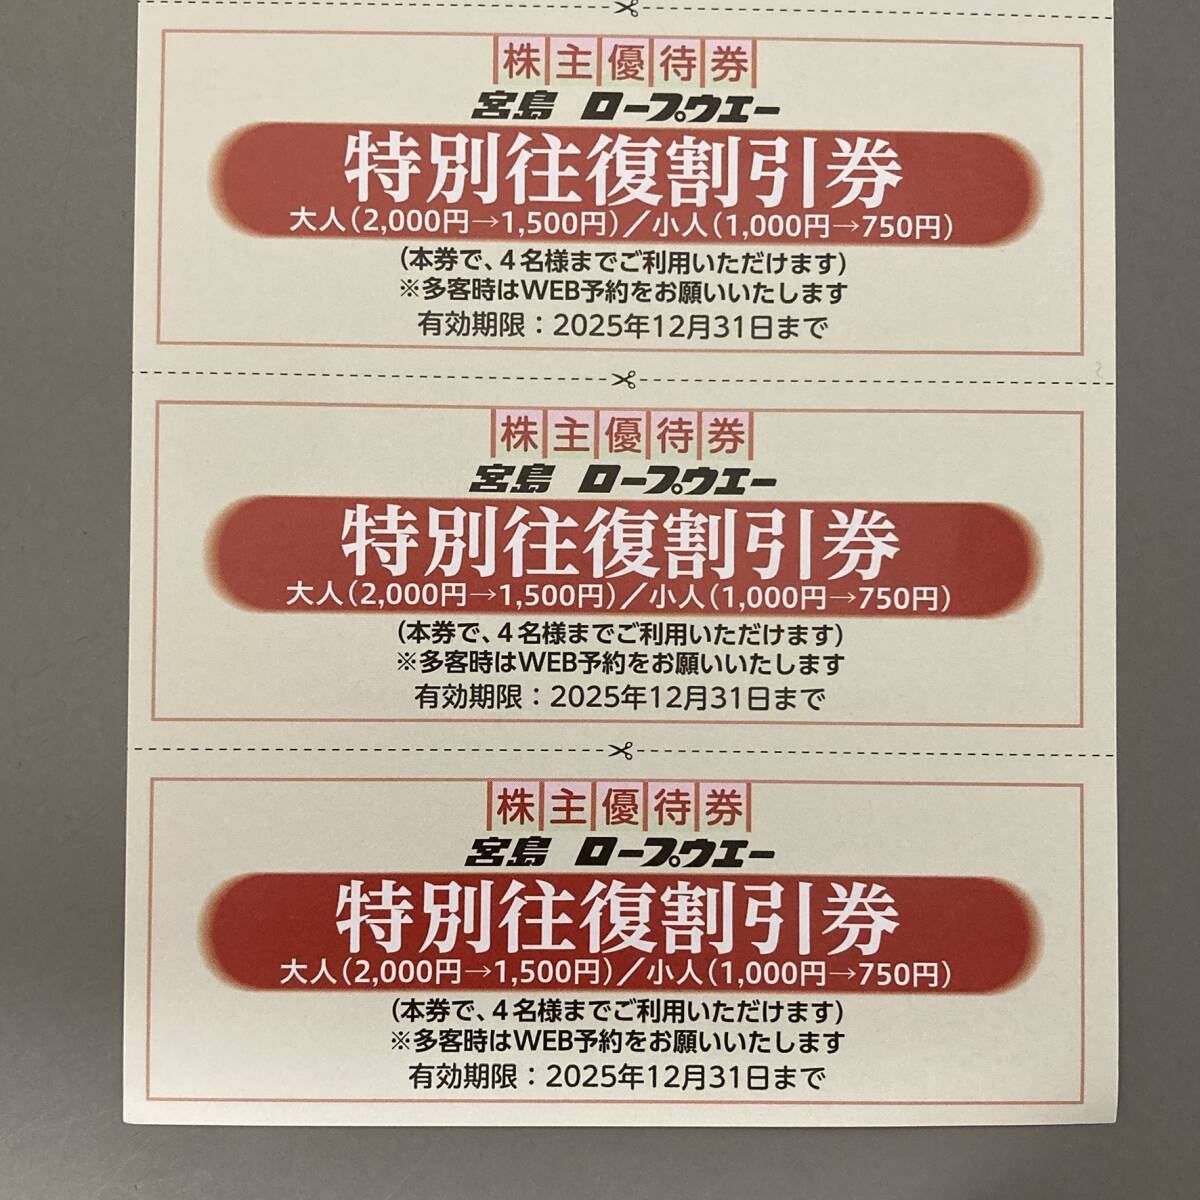 株主優待券
宮島 ロープウエー
特別往復割引券
大人(2,000円→1,500円)／小人(1,000円→750円)
(本券で、４名様までご利用いただけます)
※多客時はWEB予約をお願いいたします
有効期限：2025年12月31日まで
株主優待券
宮島 ロープウエー
特別往復割引券
大人(2,000円→1,500円)／小人(1,000円→750円)
(本券で、４名様までご利用いただけます)
※多客時はWEB予約をお願いいたします
有効期限：2025年12月31日まで
株主優待券
宮島 ロープウエー
特別往復割引券
大人(2,000円→1,500円)／小人(1,000円→750円)
(本券で、４名様までご利用いただけます)
※多客時はWEB予約をお願いいたします
有効期限：2025年12月31日まで